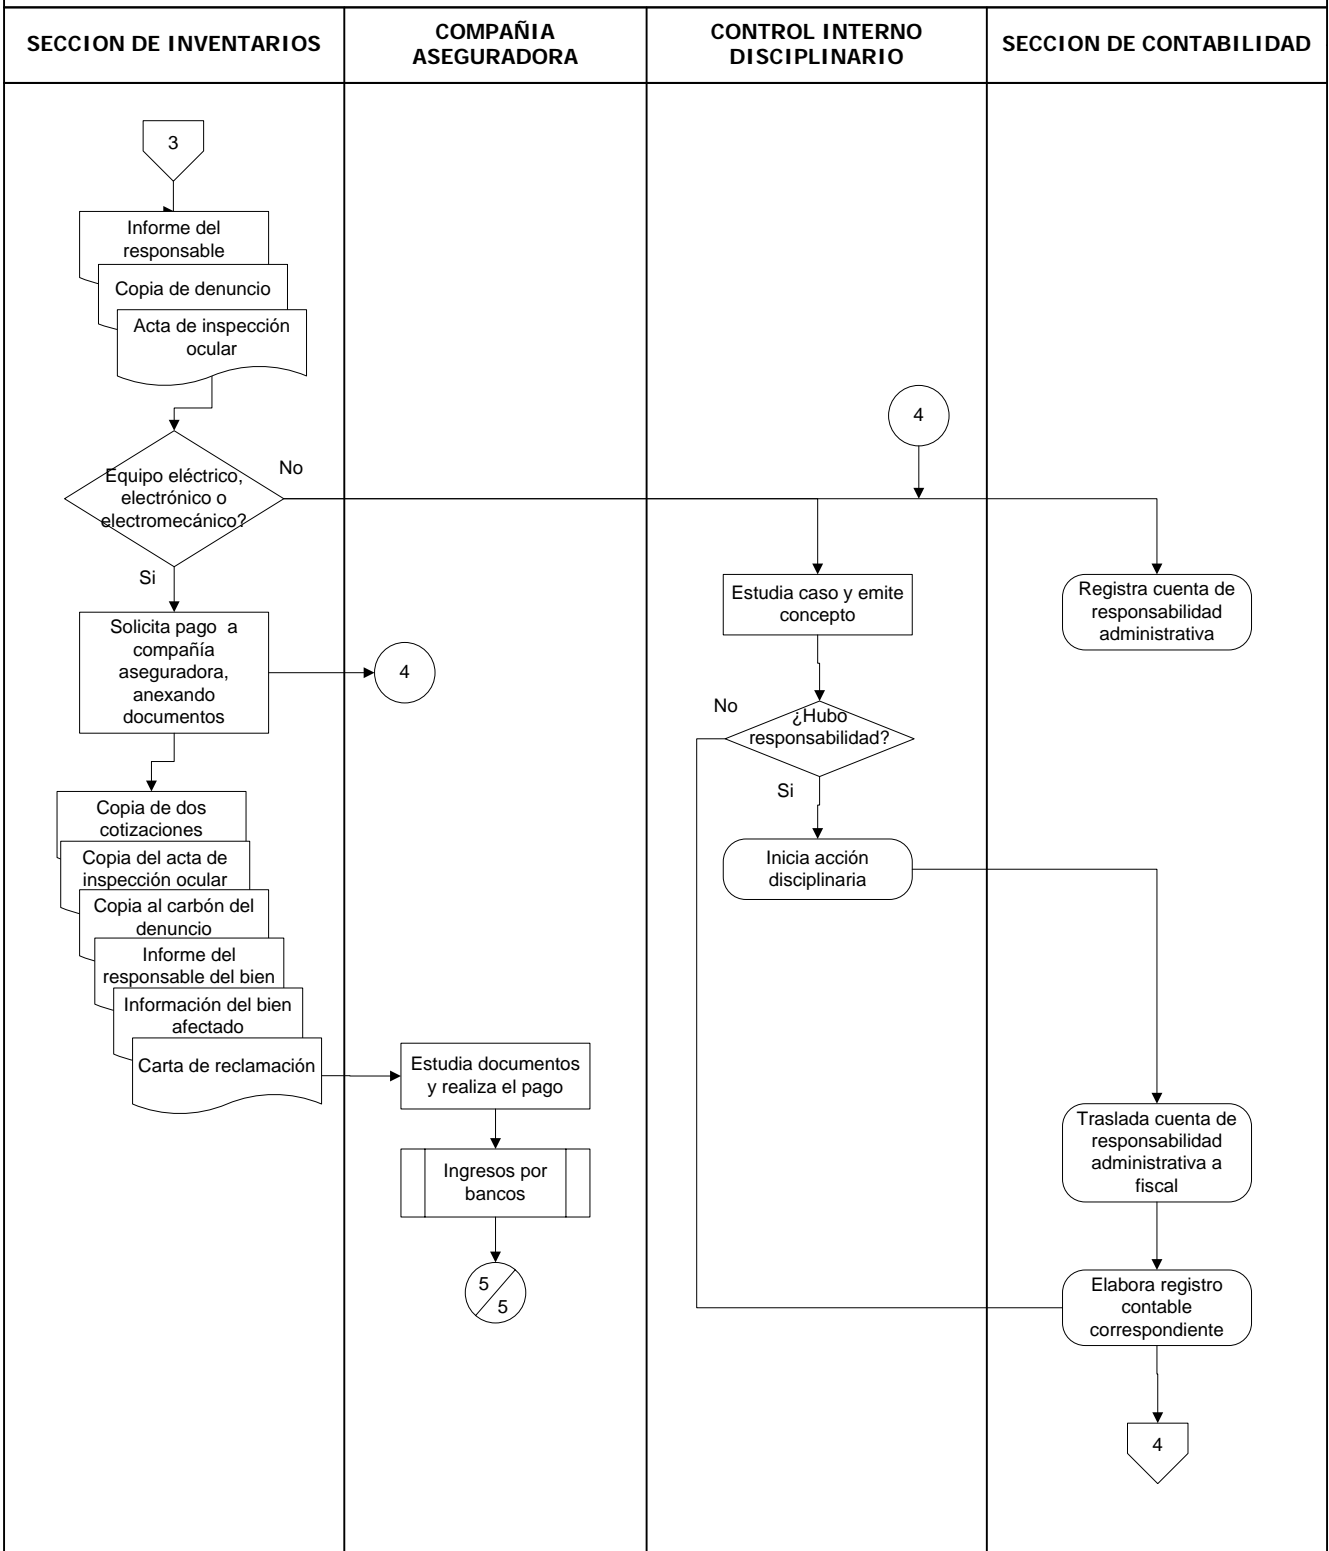 SECCION DE INVENTARIOS
COMPAÑIA
ASEGURADORA
CONTROL INTERNO
DISCIPLINARIO
SECCION DE CONTABILIDAD
3
Informe del
responsable
Copia de denuncio
Acta de inspección
ocular
4
Equipo eléctrico,
electrónico o
electromecánico?
No
Si
Estudia caso y emite
concepto
Registra cuenta de
responsabilidad
administrativa
Solicita pago a
compañía
aseguradora,
anexando
documentos
4
¿Hubo
responsabilidad?
No
Si
Copia de dos
cotizaciones
Copia del acta de
inspección ocular
Copia al carbón del
denuncio
Informe del
responsable del bien
Información del bien
afectado
Carta de reclamación
Inicia acción
disciplinaria
Estudia documentos
y realiza el pago
Ingresos por
bancos
5
5
Traslada cuenta de
responsabilidad
administrativa a
fiscal
Elabora registro
contable
correspondiente
4